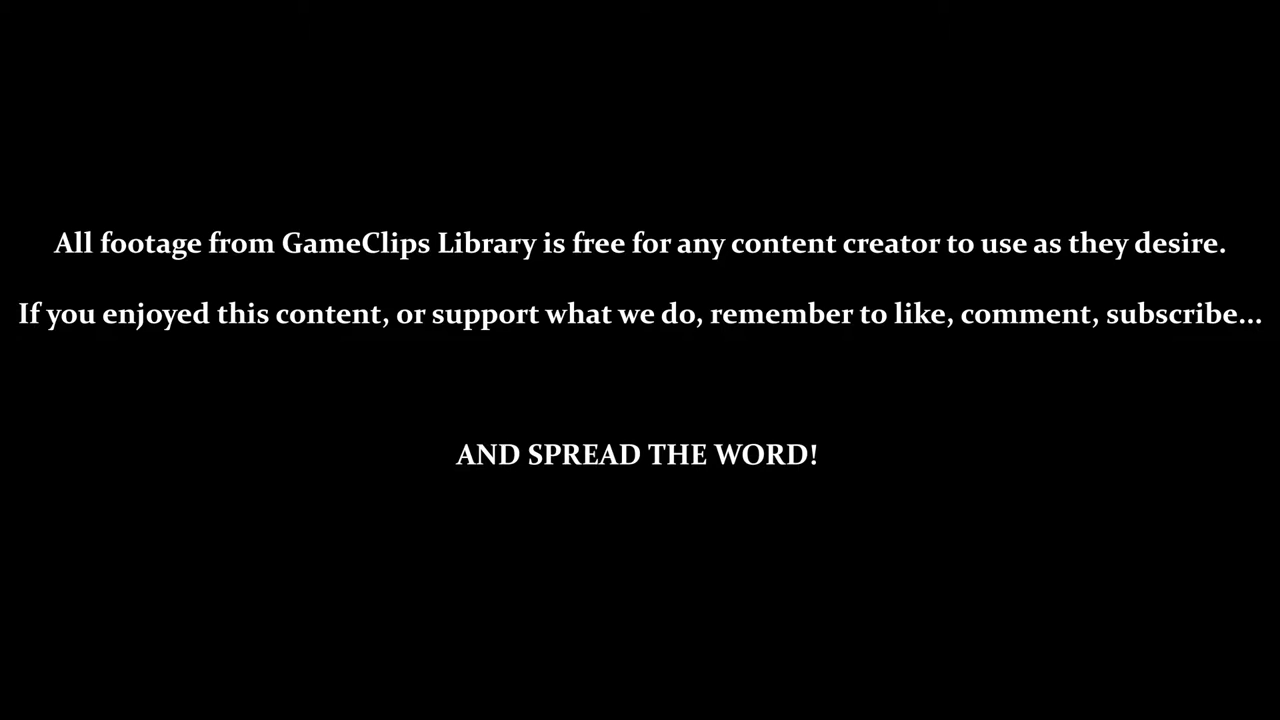 All footage from GameClips Library is free for any content creator to use as they desire.
If you enjoyed this content, or support what we do, remember to like, comment, subscribe...
AND SPREAD THE WORD!